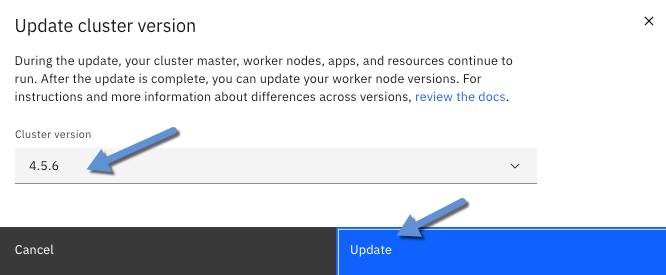 Update cluster version
During the update, your cluster master, worker nodes, apps, and resources continue to
run. After the update is complete, you can update your worker node versions. For
instructions and more information about differences across versions, review the docs.
Cluster version
4.5.6
Cancel
Update